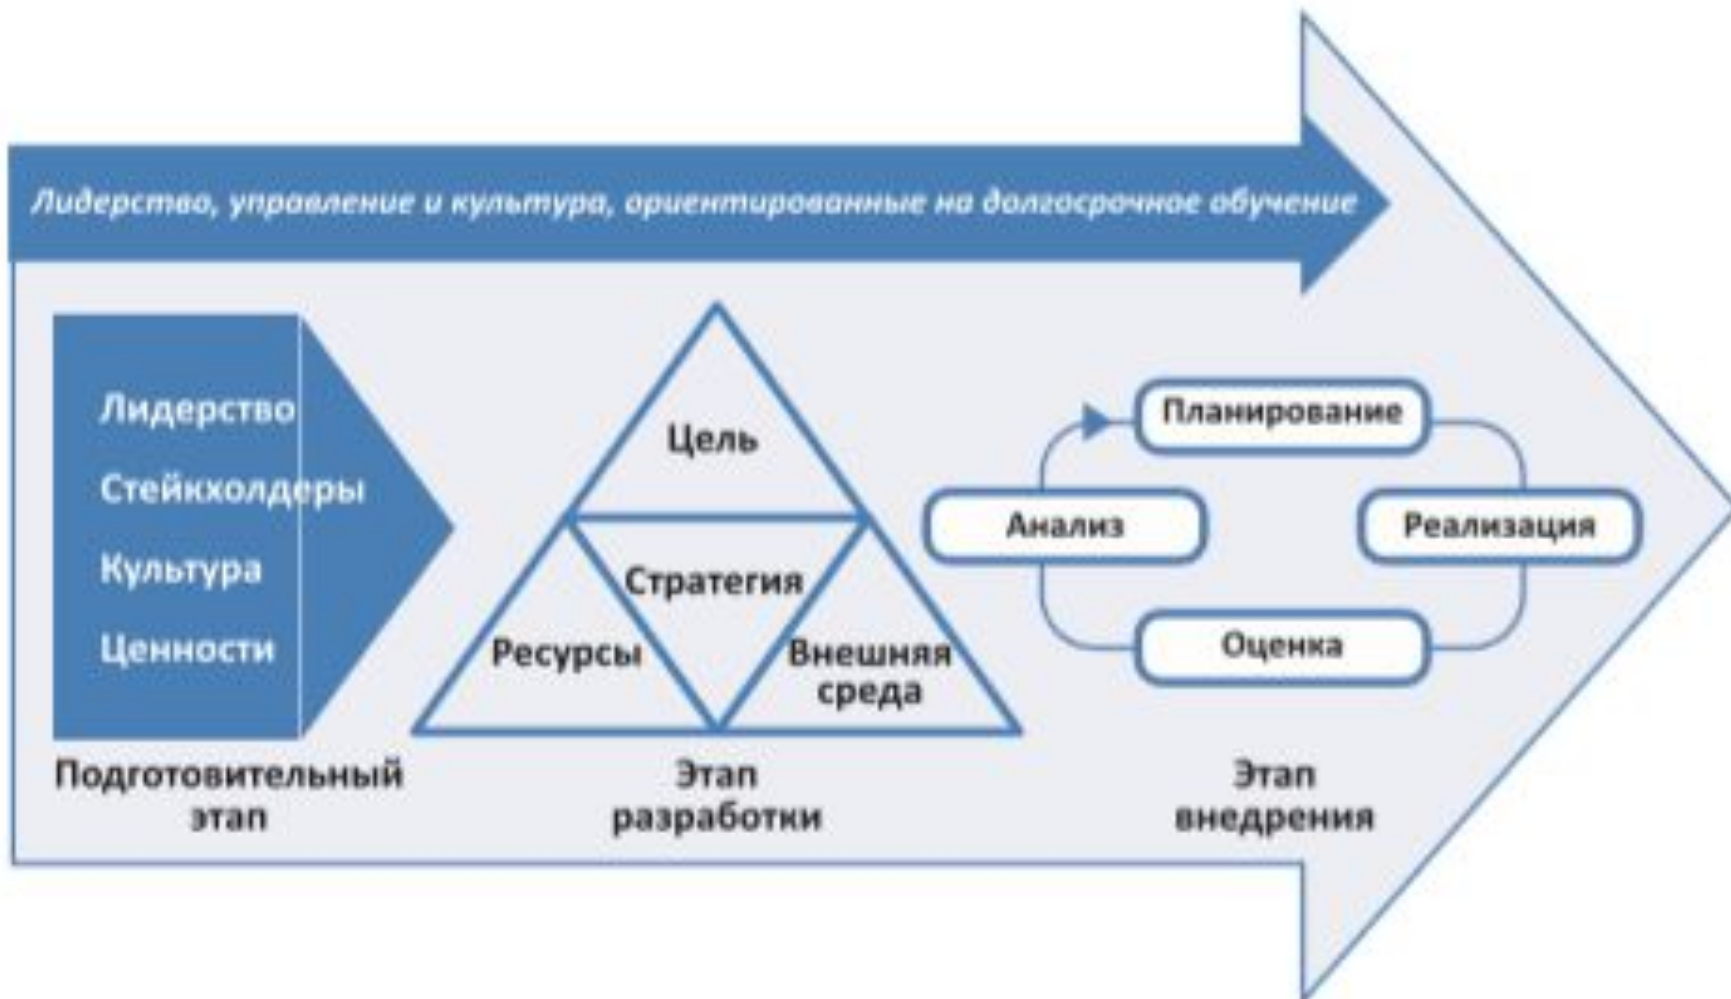 Лидерство, управление и культура, ориентированные на долгосрочное обучение
Лидерство
Стейкхолдеры
Культура
Ценности
Подготовительный
этап
Цель
Стратегия
Ресурсы
Внешняя
среда
Этап
разработки
Планирование
Анализ
Реализация
Оценка
Этап
внедрения